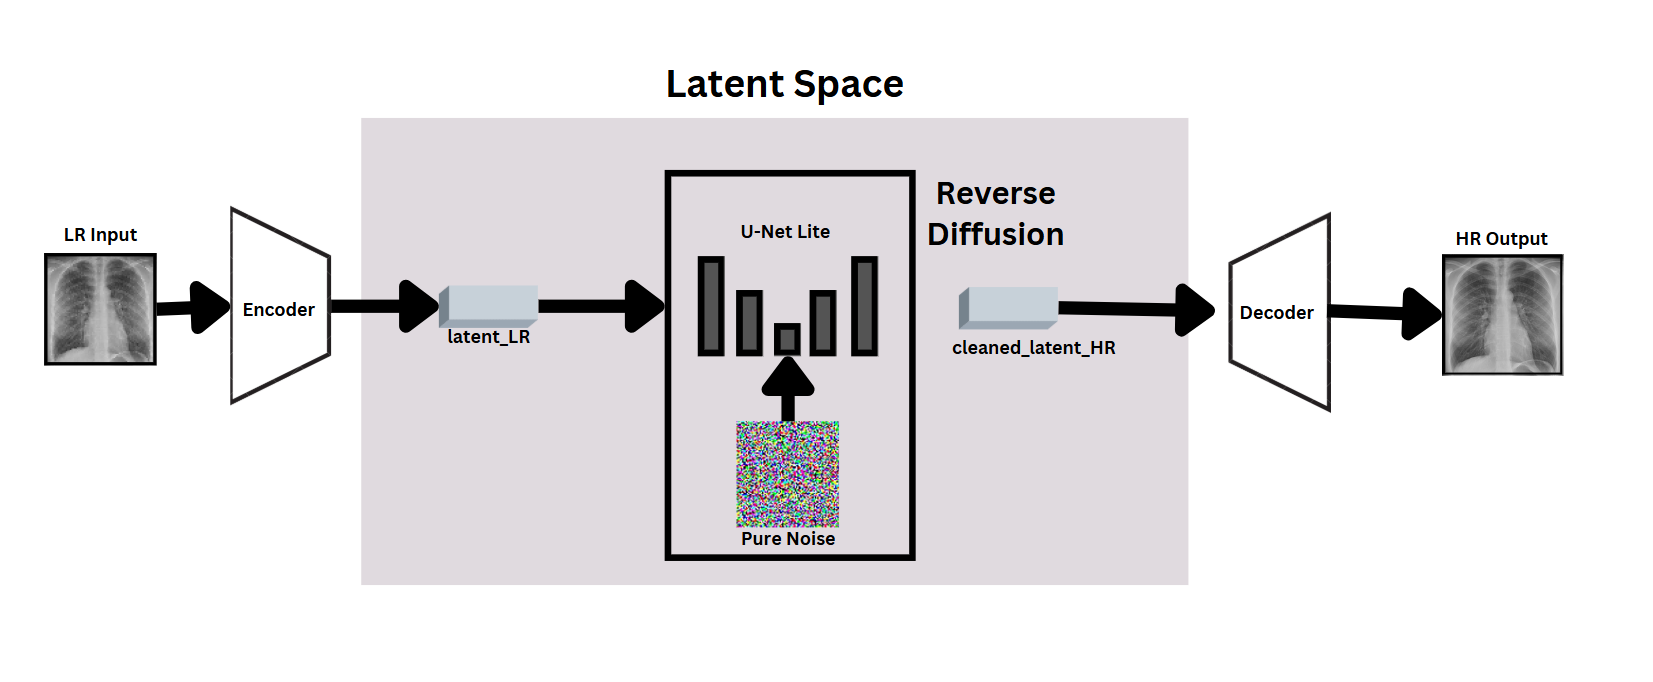 Latent Space
Reverse
Diffusion
U-Net Lite
LR Input
HR Output
Encoder
Decoder
latent_LR
cleaned_latent_HR
Pure Noise